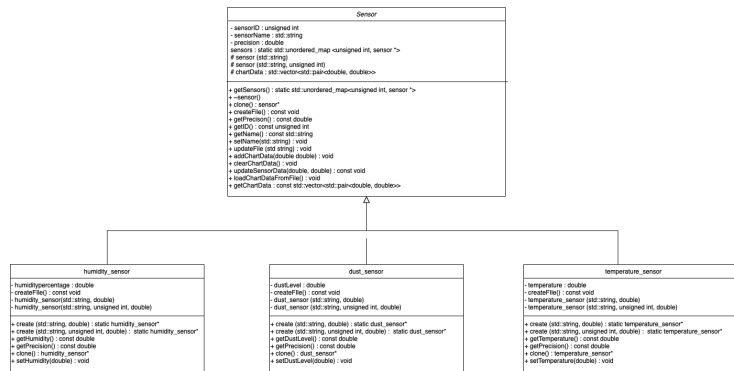 Sensor
- sensorID : unsigned int
- sensorName : std::string
- precision : double
sensors : static std::unordered_map <unsigned int, sensor *>
# sensor (std::string)
# sensor (std::string, unsigned int)
# chartData : std::vector<std::pair<double, double>>
+ getSensors() : static std::unordered_map<unsigned int, sensor *>
+ ~sensor()
+ clone() : sensor*
+ createFile() : const void
+ getPrecison() : const double
+ getID() : const unsigned int
+ getName() : const std::string
+ setName(std::string) : void
+ updateFile (std string) : void
+ addChartData(double double) : void
+ clearChartData() : void
+ updateSensorData(double, double) : const void
+ loadChartDataFromFile() : void
+ getChartData : const std::vector<std::pair<double, double>>
humidity_sensor
- humiditypercentage : double
- createFIle() : const void
- humidity_sensor(std::string, double)
- humidity_sensor(std::string, unsigned int, double)
+ create (std::string, double) : static humidity_sensor*
+ create (std::string, unsigned int, double) : static humidity_sensor*
+ getHumidity() : const double
+ getPrecision() : const double
+ clone() : humidity_sensor*
+ setHumidity(double) : void
dust_sensor
- dustLevel : double
- createFIle() : const void
- dust_sensor (std::string, double)
- dust_sensor (std::string, unsigned int, double)
+ create (std::string, double) : static dust_sensor*
+ create (std::string, unsigned int, double) : static dust_sensor*
+ getDustLevel() : const double
+ getPrecision() : const double
+ clone() : dust_sensor*
+ setDustLevel(double) : void
temperature_sensor
- temperature : double
- createFIle() : const void
- temperature_sensor (std::string, double)
- temperature_sensor (std::string, unsigned int, double)
+ create (std::string, double) : static temperature_sensor*
+ create (std::string, unsigned int, double) : static temperature_sensor*
+ getTemperature() : const double
+ getPrecision() : const double
+ clone() : temperature_sensor*
+ setTemperature(double) : void